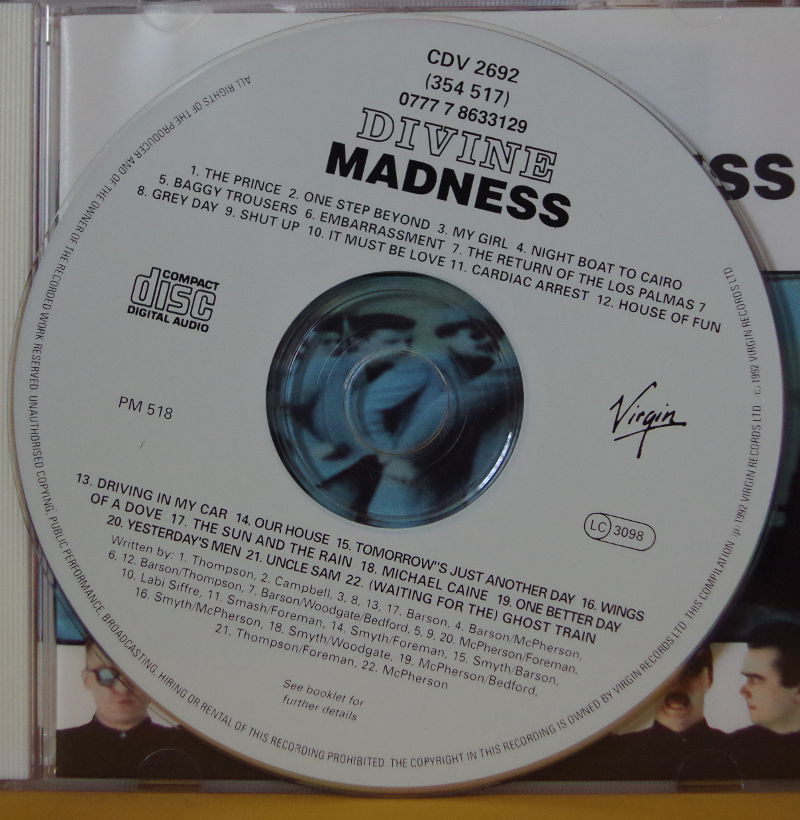 CDV 2692
(354 517)
0777 7 8633129
DIVINE
MADNESS
SS
1. THE PRINCE 2. ONE STEP BEYOND 3. MY GIRL 4. NIGHT BOAT TO CAIRO
5. BAGGY TROUSERS 6. EMBARRASSMENT 7. THE RETURN OF THE LOS PALMAS 7
8. GREY DAY 9. SHUT UP 10. IT MUST BE LOVE 11. CARDIAC ARREST 12. HOUSE OF FUN
COMPACT
disc
DIGITAL AUDIO
PM 518
Virgin
LC 3098
13. DRIVING IN MY CAR 14. OUR HOUSE 15. TOMORROW'S JUST ANOTHER DAY 16. WINGS
OF A DOVE 17. THE SUN AND THE RAIN 18. MICHAEL CAINE 19. ONE BETTER DAY
20. YESTERDAY'S MEN 21. UNCLE SAM 22. (WAITING FOR THE) GHOST TRAIN
Written by: 1. Thompson, 2. Campbell, 3, 8, 13, 17. Barson, 4. Barson/McPherson,
6, 12. Barson/Thompson, 7. Barson/Woodgate/Bedford, 5, 9, 20. McPherson/Foreman,
10. Labi Siffre, 11. Smash/Foreman, 14. Smyth/Foreman, 15. Smyth/Barson,
16. Smyth/McPherson, 18. Smyth/Woodgate, 19. McPherson/Bedford,
21. Thompson/Foreman, 22. McPherson
See booklet for
further details
ALL RIGHTS OF THE PRODUCER AND OF THE OWNER OF THE RECORDED WORK RESERVED. UNAUTHORISED COPYING, PUBLIC PERFORMANCE, BROADCASTING, HIRING OR RENTAL OF THIS RECORDING PROHIBITED. THE COPYRIGHT IN THIS RECORDING IS OWNED BY VIRGIN RECORDS LTD. THIS COMPILATION (p) 1992 VIRGIN RECORDS LTD (c) 1992 VIRGIN RECORDS LTD.